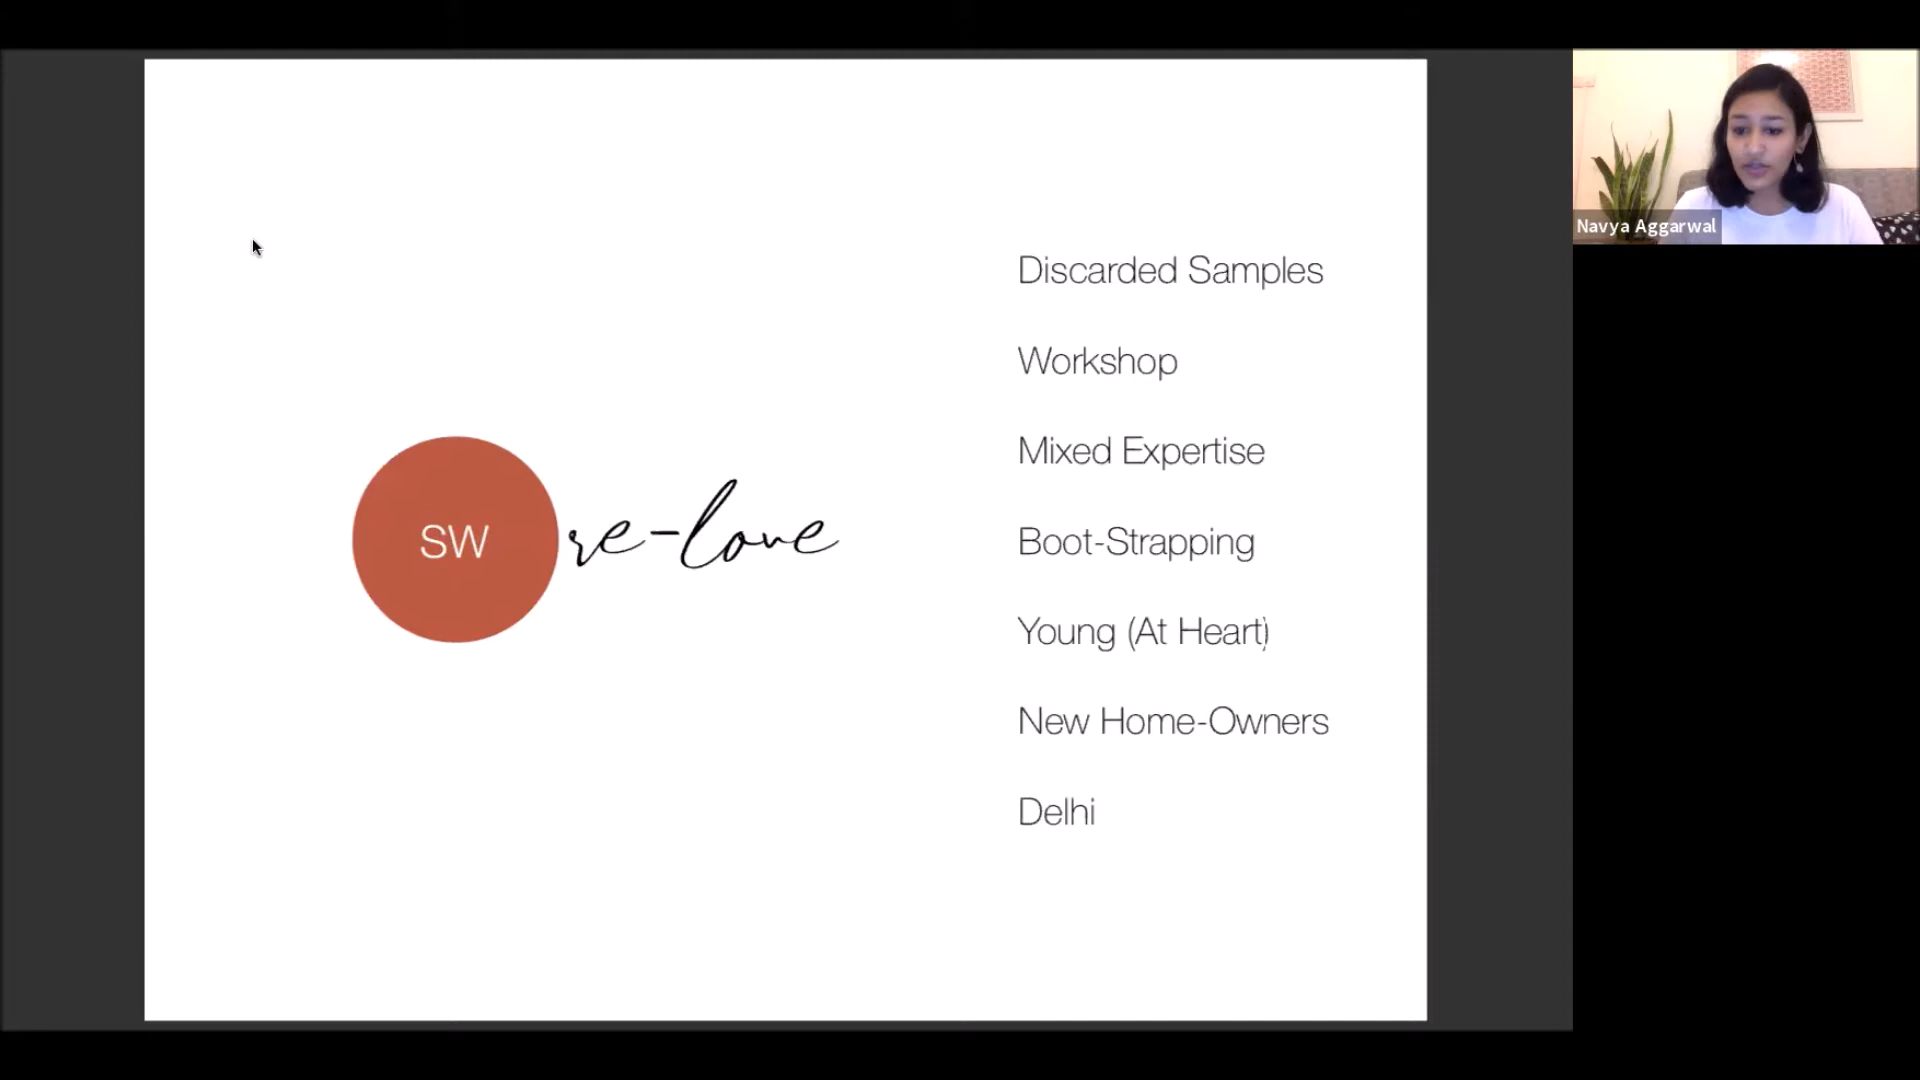 SW
re-love
Discarded Samples
Workshop
Mixed Expertise
Boot-Strapping
Young (At Heart)
New Home-Owners
Delhi
Navya Aggarwal